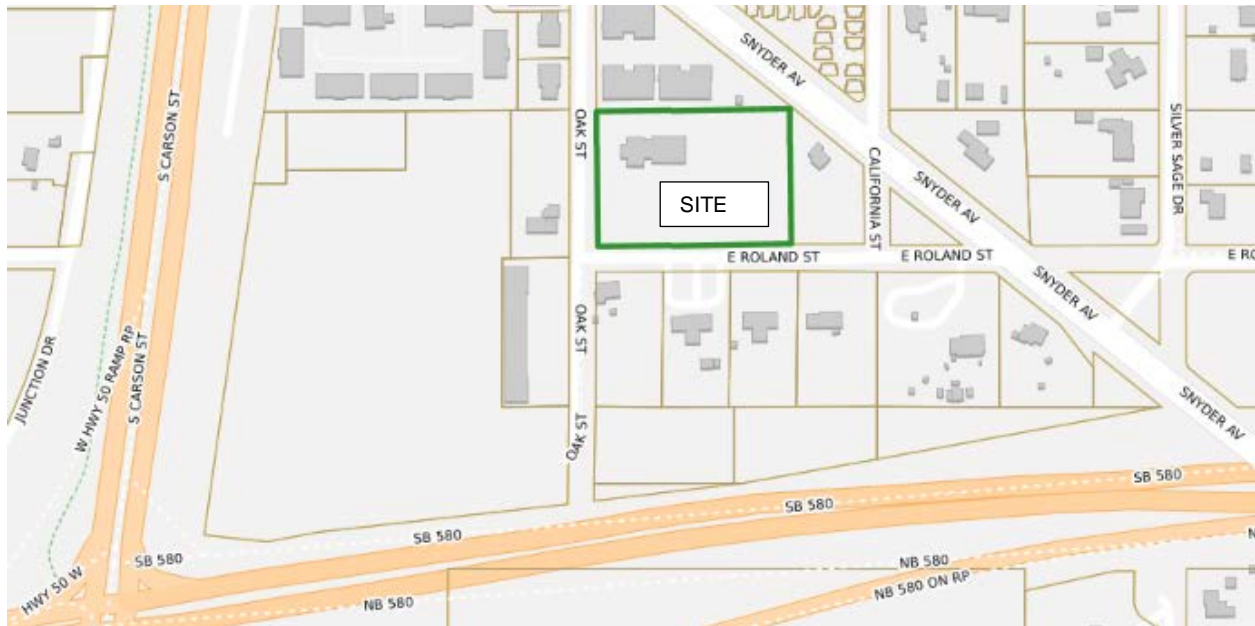 SNYDER AV
S CARSON ST
OAK ST
SILVER SAGE DR
CALIFORNIA ST
SNYDER AV
SITE
E ROLAND ST
E ROLAND ST
E RO
SNYDER AV
OAK ST
JUNCTION DR
W HWY 50 RAMP RP
S CARSON ST
SNYDER AV
OAK ST
SB 580
SB 580
SB 580
SB 580
HWY 50 W
NB 580
NB 580 ON RP
NB 580
N